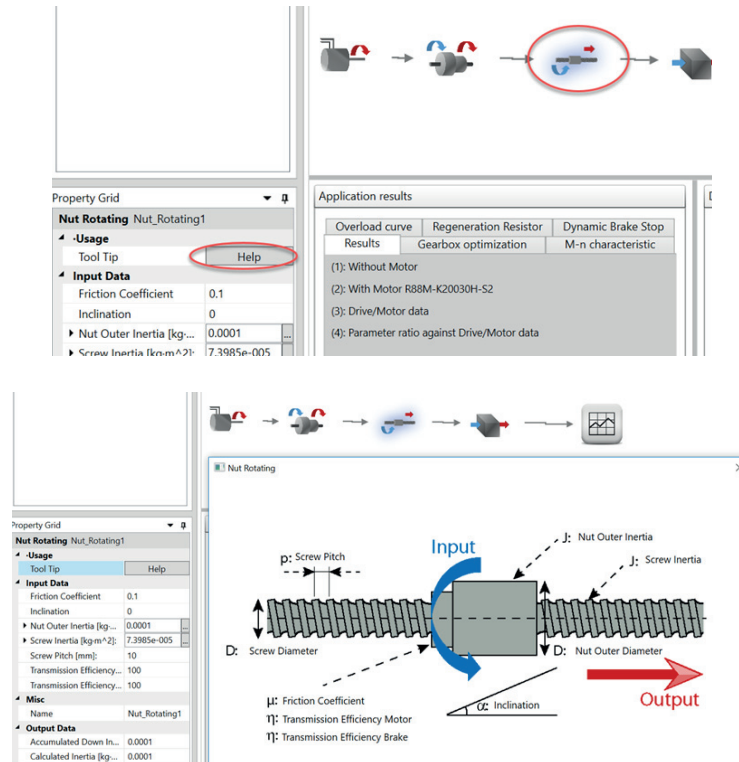 Property Grid
Nut Rotating Nut_Rotating1
·Usage
Tool Tip Help
Input Data
Friction Coefficient 0.1
Inclination 0
Nut Outer Inertia [kg·... 0.0001 ...
Screw Inertia [kg·m^2]: 7.3985e-005
Application results
Overload curve Regeneration Resistor Dynamic Brake Stop
Results Gearbox optimization M-n characteristic
(1): Without Motor
(2): With Motor R88M-K20030H-S2
(3): Drive/Motor data
(4): Parameter ratio against Drive/Motor data
Property Grid
Nut Rotating Nut_Rotating1
·Usage
Tool Tip Help
Input Data
Friction Coefficient 0.1
Inclination 0
Nut Outer Inertia [kg·... 0.0001 ...
Screw Inertia [kg·m^2]: 7.3985e-005 ...
Screw Pitch [mm]: 10
Transmission Efficiency... 100
Transmission Efficiency... 100
Misc
Name Nut_Rotating1
Output Data
Accumulated Down In... 0.0001
Calculated Inertia [kg·... 0.0001
Nut Rotating
p: Screw Pitch
Input
J: Nut Outer Inertia
J: Screw Inertia
D: Screw Diameter
D: Nut Outer Diameter
μ: Friction Coefficient
η: Transmission Efficiency Motor
η: Transmission Efficiency Brake
α: Inclination
Output